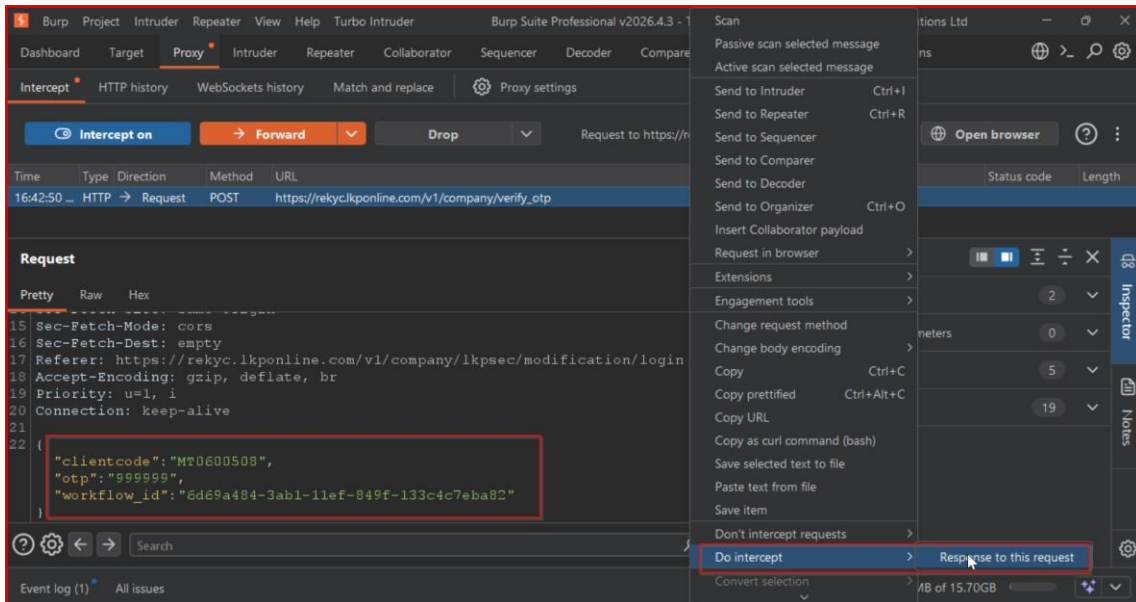 Burp Project Intruder Repeater View Help Turbo Intruder Burp Suite Professional v2026.4.3 - tions Ltd
Dashboard Target Proxy Intruder Repeater Collaborator Sequencer Decoder Compare ns
Intercept HTTP history WebSockets history Match and replace Proxy settings
Intercept on Forward Drop Request to https://r Open browser
Time Type Direction Method URL Status code Length
16:42:50 ... HTTP → Request POST https://rekyc.lkponline.com/v1/company/verify_otp
Request
Pretty Raw Hex
15 Sec-Fetch-Mode: cors
16 Sec-Fetch-Dest: empty
17 Referer: https://rekyc.lkponline.com/v1/company/lkpsec/modification/login
18 Accept-Encoding: gzip, deflate, br
19 Priority: u=1, i
20 Connection: keep-alive
21
22 {
"clientcode":"MT0600508",
"otp":"999999",
"workflow_id":"6d69a484-3ab1-11ef-849f-133c4c7eba82"
}
Search
Event log (1) All issues
Scan
Passive scan selected message
Active scan selected message
Send to Intruder Ctrl+I
Send to Repeater Ctrl+R
Send to Sequencer
Send to Comparer
Send to Decoder
Send to Organizer Ctrl+O
Insert Collaborator payload
Request in browser
Extensions
Engagement tools
Change request method
Change body encoding
Copy Ctrl+C
Copy prettified Ctrl+Alt+C
Copy URL
Copy as curl command (bash)
Save selected text to file
Paste text from file
Save item
Don't intercept requests
Do intercept
Response to this request
Convert selection
2
meters 0
5
19
Inspector
Notes
MB of 15.70GB